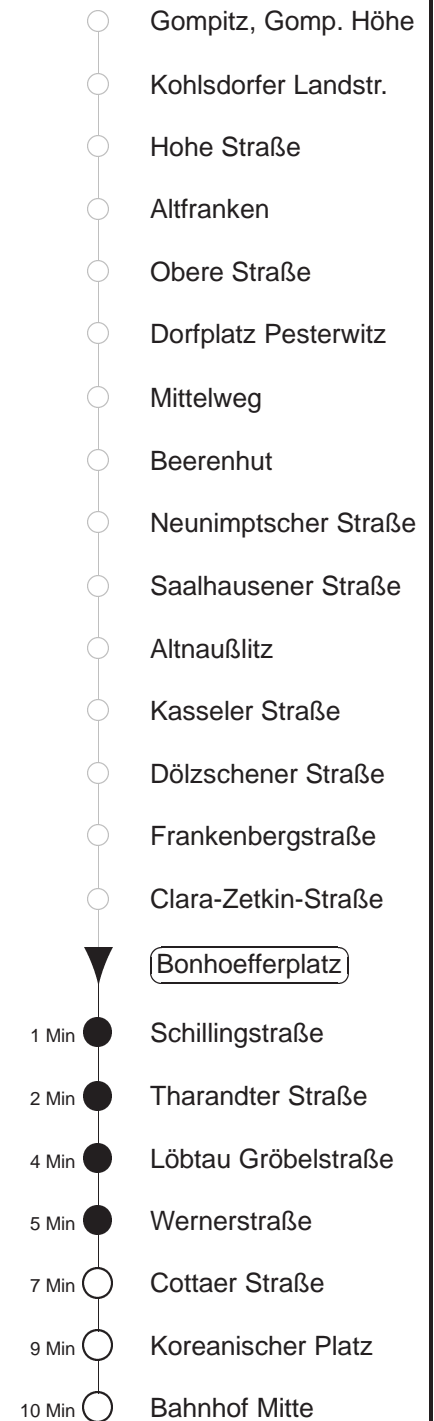 Gompitz, Gomp. Höhe
Kohlsdorfer Landstr.
Hohe Straße
Altfranken
Obere Straße
Dorfplatz Pesterwitz
Mittelweg
Beerenhut
Neunimptscher Straße
Saalhausener Straße
Altnaußlitz
Kasseler Straße
Dölzschener Straße
Frankenbergstraße
Clara-Zetkin-Straße
Bonhoefferplatz
1 Min Schillingstraße
2 Min Tharandter Straße
4 Min Löbtau Gröbelstraße
5 Min Wernerstraße
7 Min Cottaer Straße
9 Min Koreanischer Platz
10 Min Bahnhof Mitte